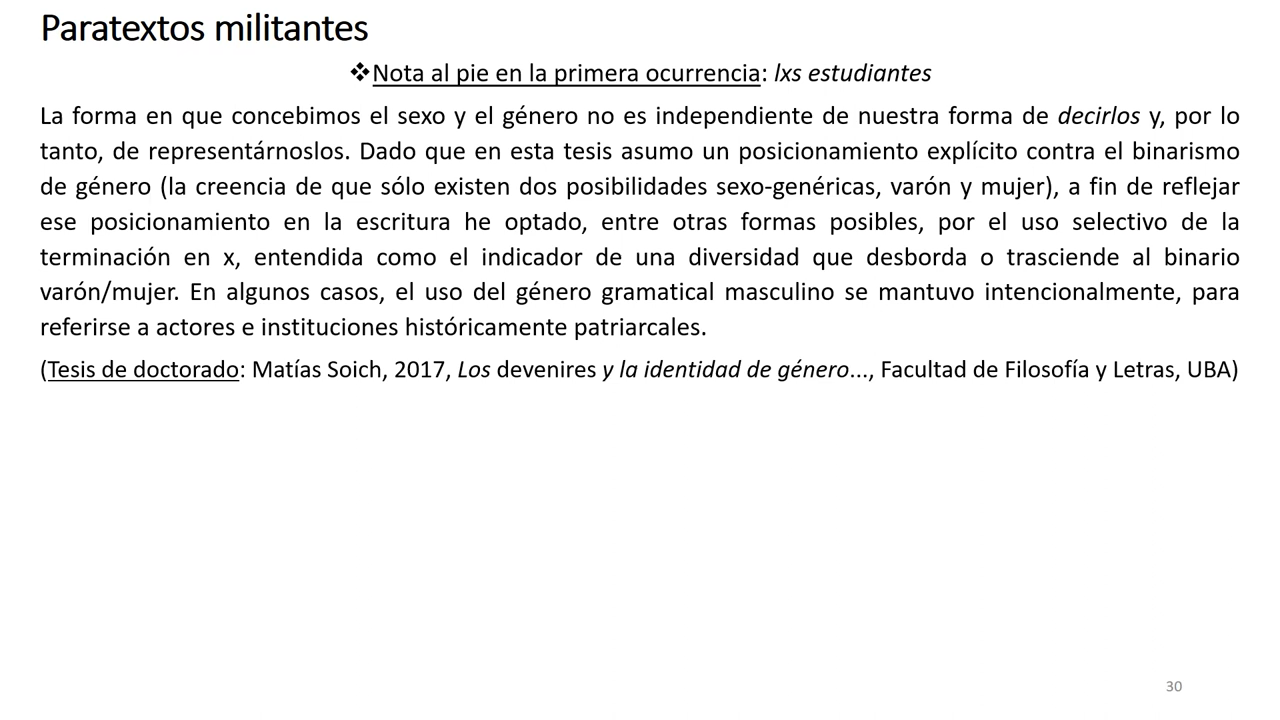 Paratextos militantes
❖Nota al pie en la primera ocurrencia: lxs estudiantes
La forma en que concebimos el sexo y el género no es independiente de nuestra forma de decirlos y, por lo
tanto, de representárnoslos. Dado que en esta tesis asumo un posicionamiento explícito contra el binarismo
de género (la creencia de que sólo existen dos posibilidades sexo-genéricas, varón y mujer), a fin de reflejar
ese posicionamiento en la escritura he optado, entre otras formas posibles, por el uso selectivo de la
terminación en x, entendida como el indicador de una diversidad que desborda o trasciende al binario
varón/mujer. En algunos casos, el uso del género gramatical masculino se mantuvo intencionalmente, para
referirse a actores e instituciones históricamente patriarcales.
(Tesis de doctorado: Matías Soich, 2017, Los devenires y la identidad de género..., Facultad de Filosofía y Letras, UBA)
30